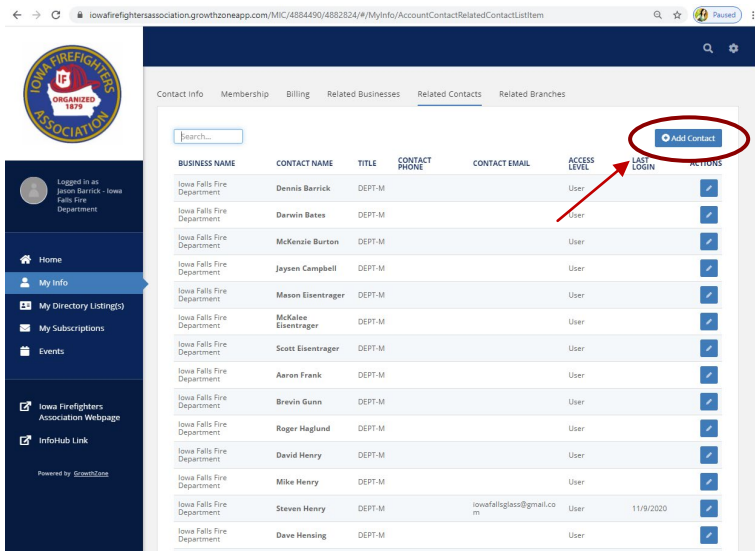 iowafirefightersassociation.growthzoneapp.com/MIC/4884490/4882824/#/MyInfo/AccountContactRelatedContactListItem
Paused
IOWA FIREFIGHTERS
ASSOCIATION
IF
ORGANIZED
1879
Contact Info Membership Billing Related Businesses Related Contacts Related Branches
Search...
Add Contact
Logged in as
Jason Barrick - Iowa
Falls Fire
Department
Home
My Info
My Directory Listing(s)
My Subscriptions
Events
Iowa Firefighters
Association Webpage
InfoHub Link
Powered by GrowthZone
BUSINESS NAME CONTACT NAME TITLE CONTACT PHONE CONTACT EMAIL ACCESS LEVEL LAST LOGIN ACTIONS
Iowa Falls Fire
Department Dennis Barrick DEPT-M User
Iowa Falls Fire
Department Darwin Bates DEPT-M User
Iowa Falls Fire
Department McKenzie Burton DEPT-M User
Iowa Falls Fire
Department Jaysen Campbell DEPT-M User
Iowa Falls Fire
Department Mason Eisentrager DEPT-M User
Iowa Falls Fire
Department McKalee Eisentrager DEPT-M User
Iowa Falls Fire
Department Scott Eisentrager DEPT-M User
Iowa Falls Fire
Department Aaron Frank DEPT-M User
Iowa Falls Fire
Department Brevin Gunn DEPT-M User
Iowa Falls Fire
Department Roger Haglund DEPT-M User
Iowa Falls Fire
Department David Henry DEPT-M User
Iowa Falls Fire
Department Mike Henry DEPT-M User
Iowa Falls Fire
Department Steven Henry DEPT-M iowafallsglass@gmail.com User 11/9/2020
Iowa Falls Fire
Department Dave Hensing DEPT-M User